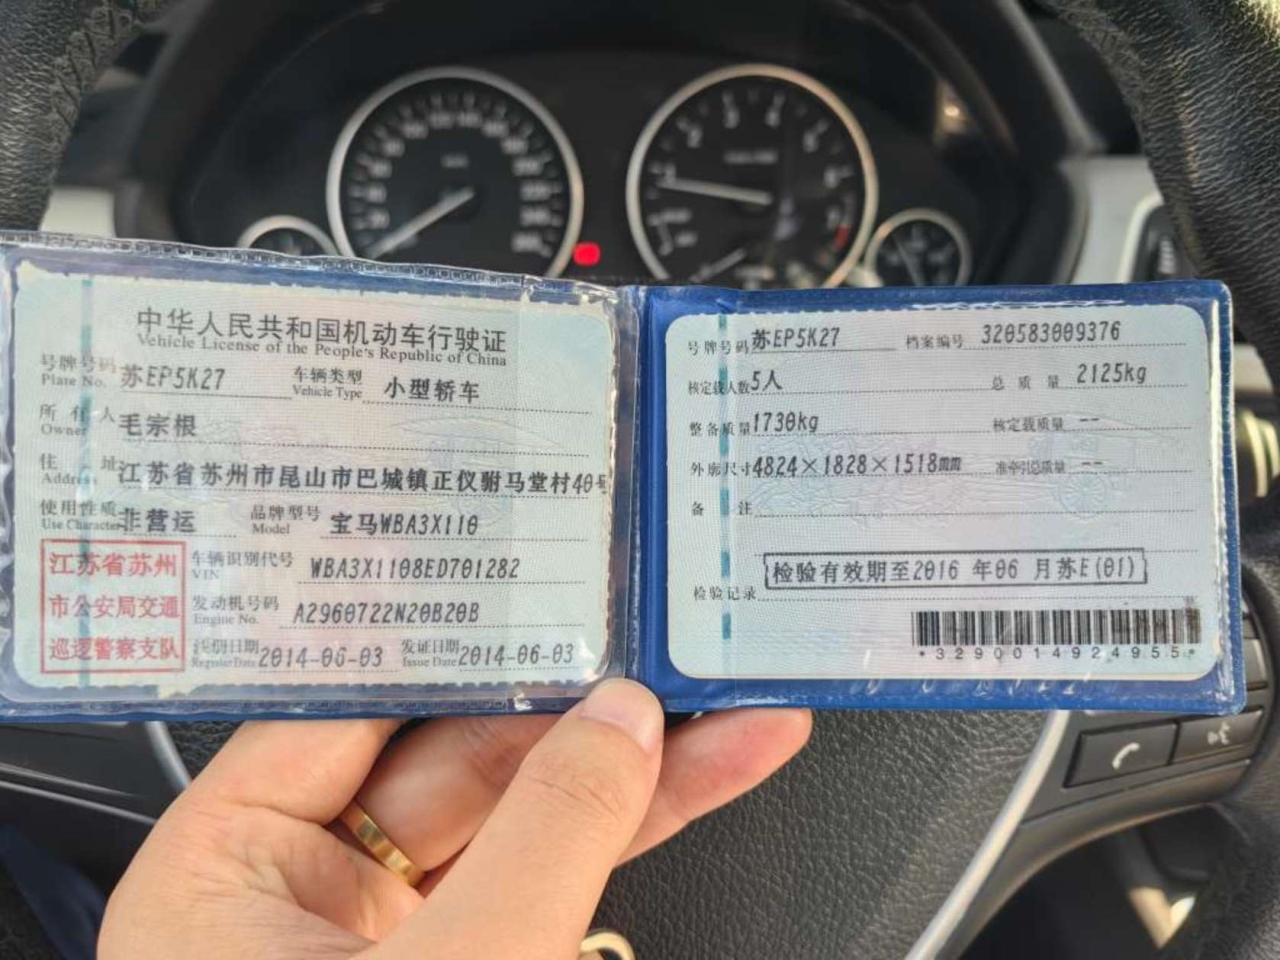 中华人民共和国机动车行驶证
Vehicle License of the People's Republic of China
号牌号码 苏EP5K27 车辆类型 小型轿车
Plate No. Vehicle Type
所有人 毛宗根
Owner
住址 江苏省苏州市昆山市巴城镇正仪驸马堂村40号
Address
使用性质 非营运 品牌型号 宝马WBA3X110
Use Character Model
江苏省苏州
市公安局交通
巡逻警察支队
车辆识别代号 WBA3X1108ED701282
VIN
发动机号码 A2960722N20B20B
Engine No.
注册日期 2014-06-03 发证日期 2014-06-03
Register Date Issue Date
号牌号码 苏EP5K27 档案编号 320583009376
核定载人数 5人 总质量 2125kg
整备质量 1730kg 核定载质量 --
外廓尺寸 4824×1828×1518mm 准牵引总质量 --
备注
检验有效期至2016年06月苏E(01)
检验记录
*3290014924955*